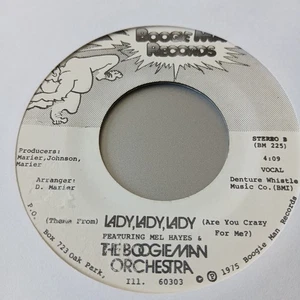 BOOGIE MAN
RECORDS
STEREO B
(BM 225)
4:09
VOCAL
Producers:
Marier,Johnson,
Marier
Arranger:
D. Marier
Denture Whistle
Music Co.(BMI)
(Theme From) LADY, LADY, LADY (Are You Crazy
For Me?)
FEATURING MEL HAYES &
THE BOOGIE MAN
ORCHESTRA
P.O. Box 723 Oak Park, Ill. 60303 © ℗ 1975 Boogie Man Records